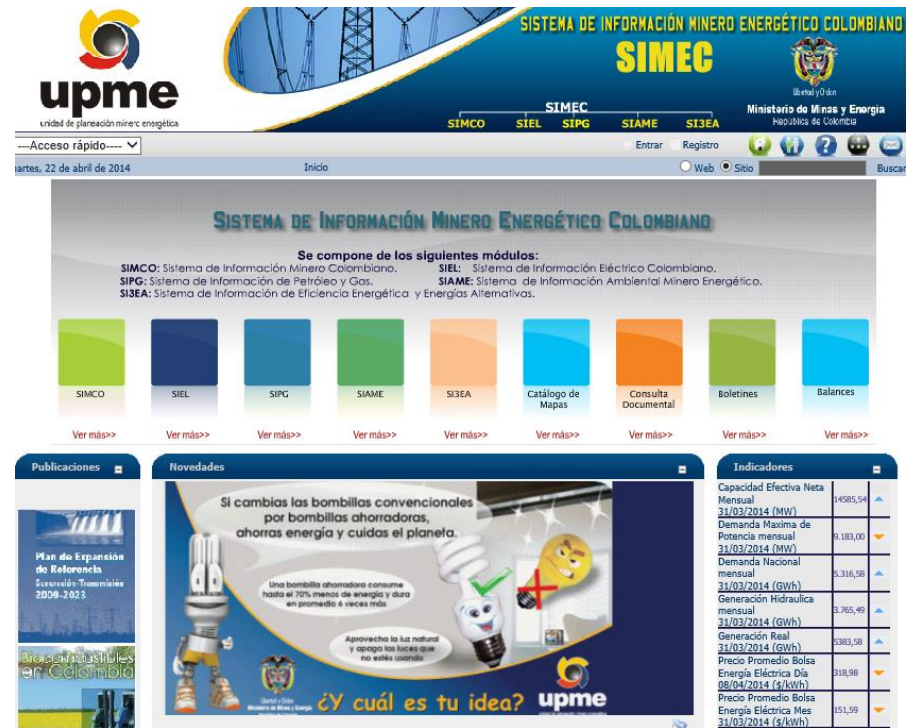 SISTEMA DE INFORMACIÓN MINERO ENERGÉTICO COLOMBIANO
SIMEC
upme
unidad de planeación minero energética
Libertad y Orden
Ministerio de Minas y Energía
República de Colombia
SIMEC
SIMCO SIEL SIPG SIAME SI3EA
---Acceso rápido----
Entrar Registro
artes, 22 de abril de 2014
Inicio
Web Sitio Buscar
SISTEMA DE INFORMACIÓN MINERO ENERGÉTICO COLOMBIANO
Se compone de los siguientes módulos:
SIMCO: Sistema de Información Minero Colombiano. SIEL: Sistema de Información Eléctrico Colombiano.
SIPG: Sistema de Información de Petróleo y Gas. SIAME: Sistema de Información Ambiental Minero Energético.
SI3EA: Sistema de Información de Eficiencia Energética y Energías Alternativas.
SIMCO SIEL SIPG SIAME SI3EA Catálogo de Mapas Consulta Documental Boletines Balances
Ver más>> Ver más>> Ver más>> Ver más>> Ver más>> Ver más>> Ver más>> Ver más>> Ver más>>
Publicaciones
Plan de Expansión
de Referencia
Generación-Transmisión
2009-2023
Biocombustibles
en Colombia
Novedades
Si cambias las bombillas convencionales
por bombillas ahorradoras,
ahorras energía y cuidas el planeta.
Una bombilla ahorradora consume
hasta el 70% menos de energía y dura
en promedio 6 veces más
Aprovecha la luz natural
y apaga las luces que
no estés usando
¿Y cuál es tu idea?
upme
Indicadores
Capacidad Efectiva Neta
Mensual 14585,54
31/03/2014 (MW)
Demanda Maxima de
Potencia mensual 9.183,00
31/03/2014 (MW)
Demanda Nacional
mensual 5.316,58
31/03/2014 (GWh)
Generación Hidraulica
mensual 3.765,49
31/03/2014 (GWh)
Generación Real 5383,58
31/03/2014 (GWh)
Precio Promedio Bolsa
Energía Eléctrica Día 318,98
08/04/2014 ($/kWh)
Precio Promedio Bolsa
Energía Eléctrica Mes 151,59
31/03/2014 ($/kWh)